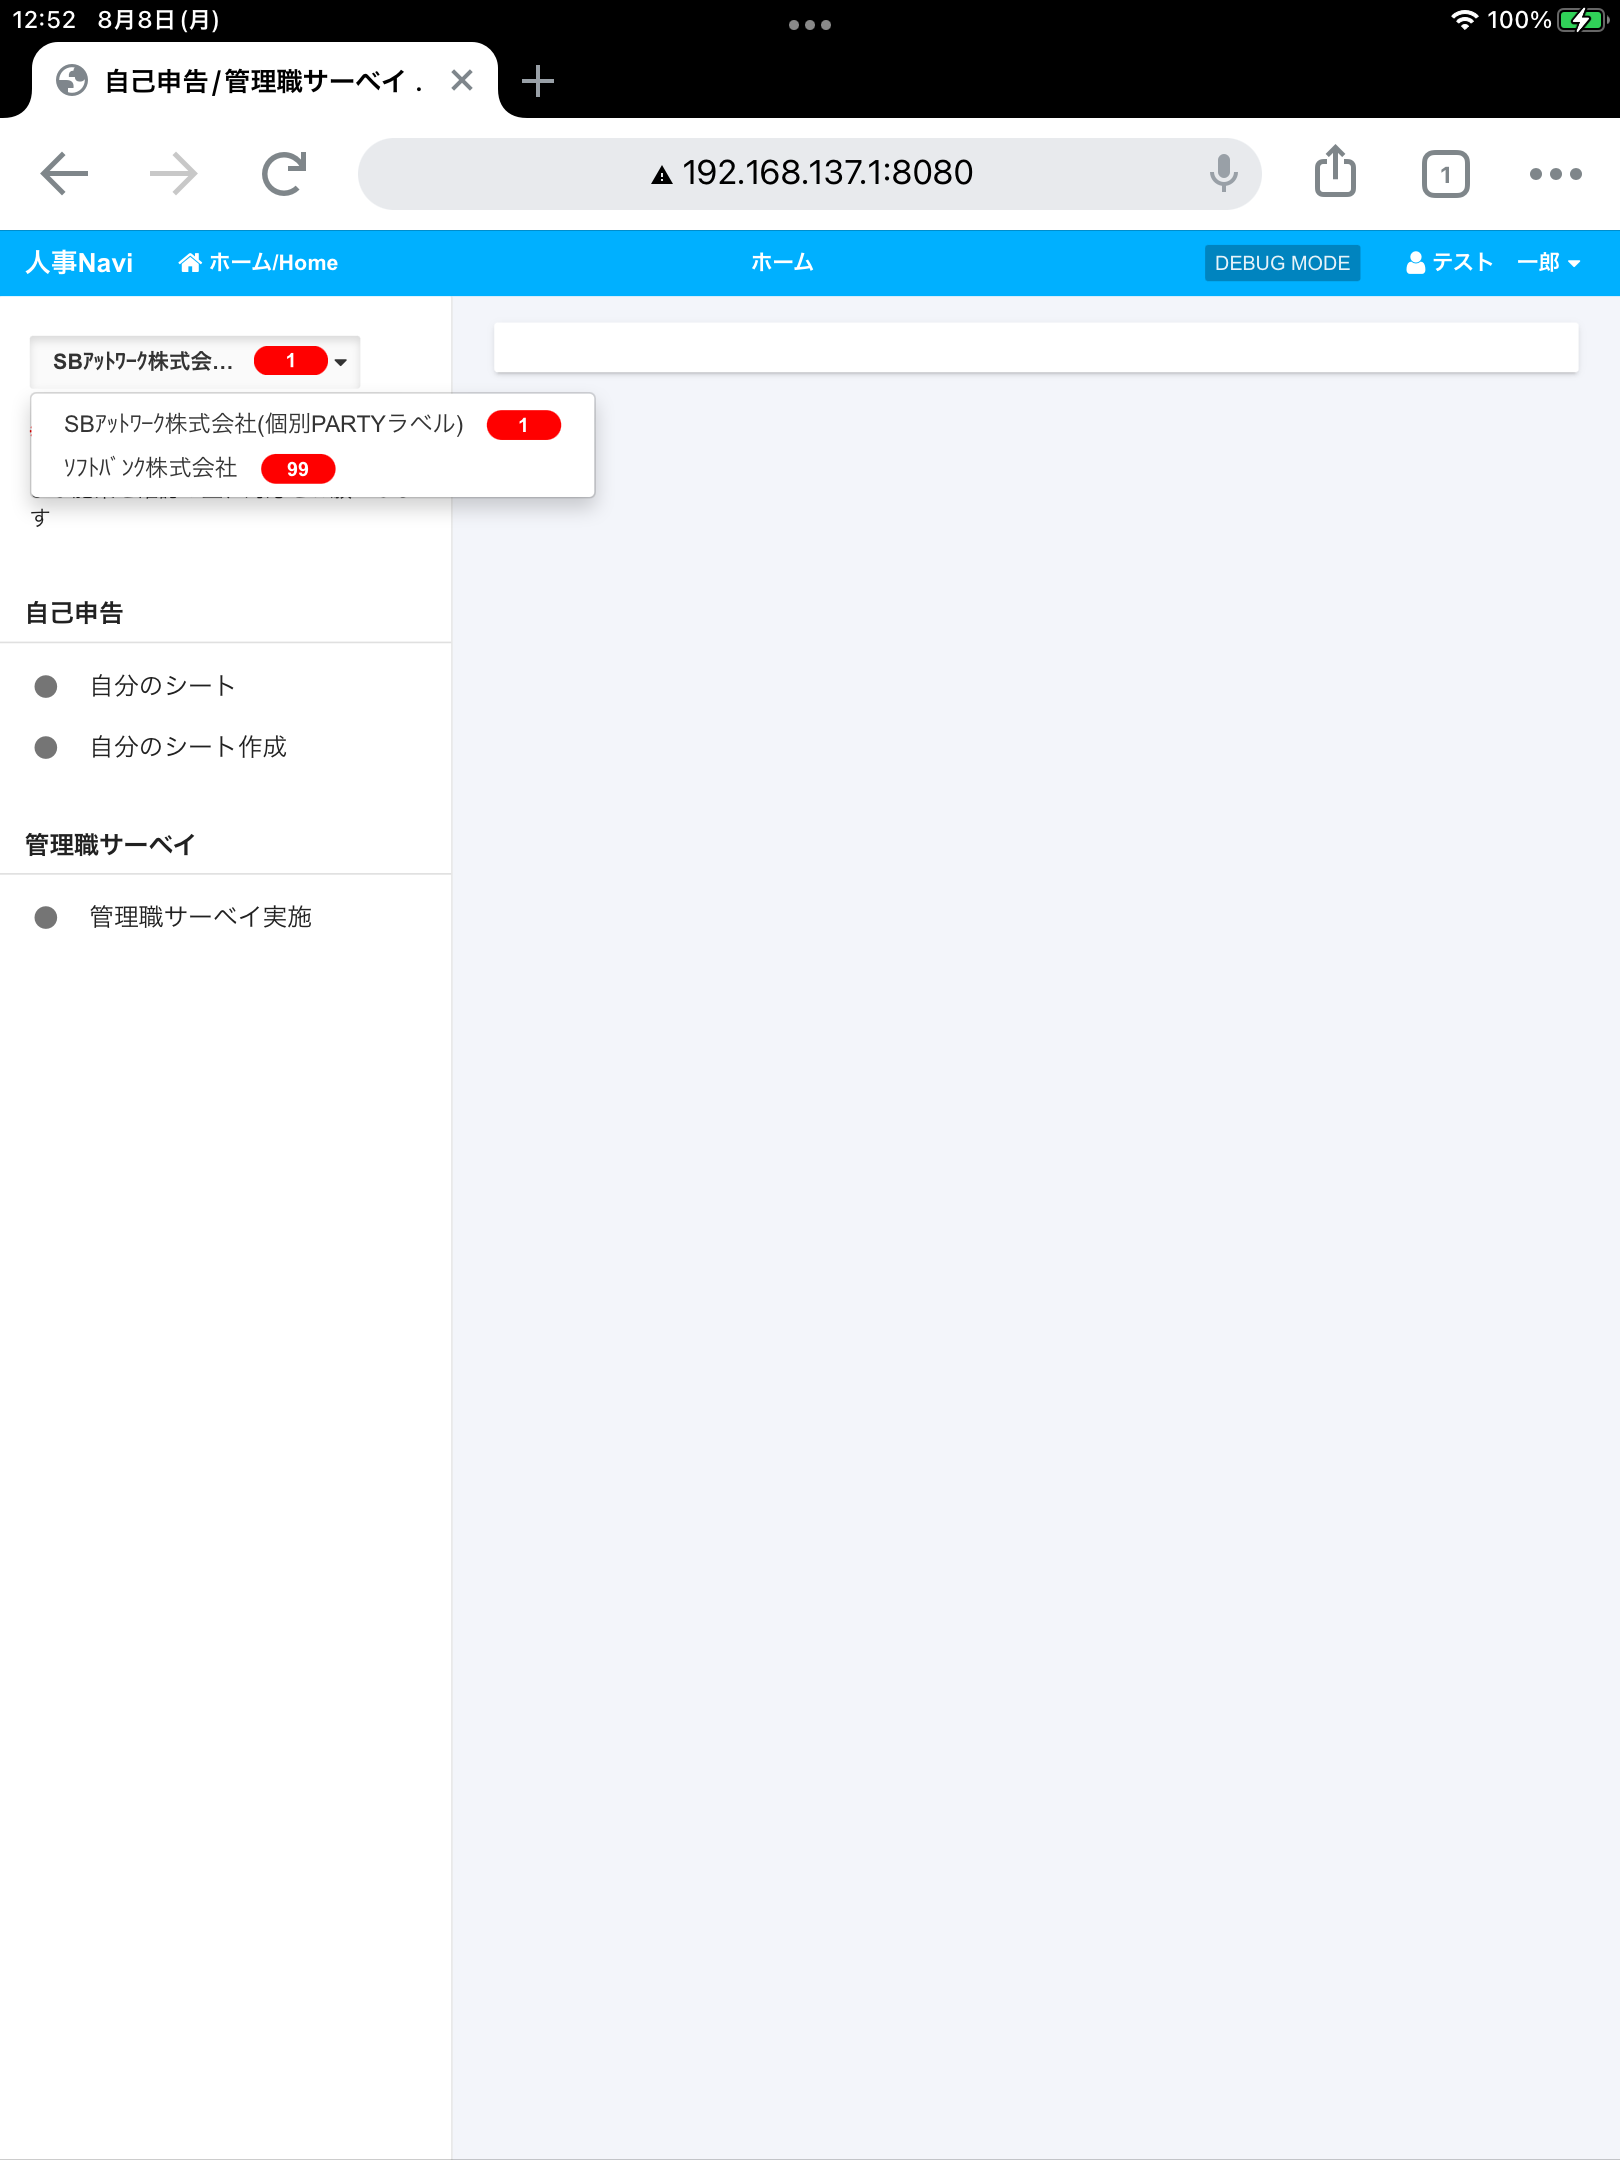 12:52 8月8日(月)
100%
自己申告/管理職サーベイ .
192.168.137.1:8080
1
人事Navi
ホーム/Home
ホーム
DEBUG MODE
テスト 一郎
SBｱｯﾄﾜｰｸ株式会… 1
SBｱｯﾄﾜｰｸ株式会社(個別PARTYラベル) 1
ｿﾌﾄﾊﾞﾝｸ株式会社 99
す
自己申告
自分のシート
自分のシート作成
管理職サーベイ
管理職サーベイ実施